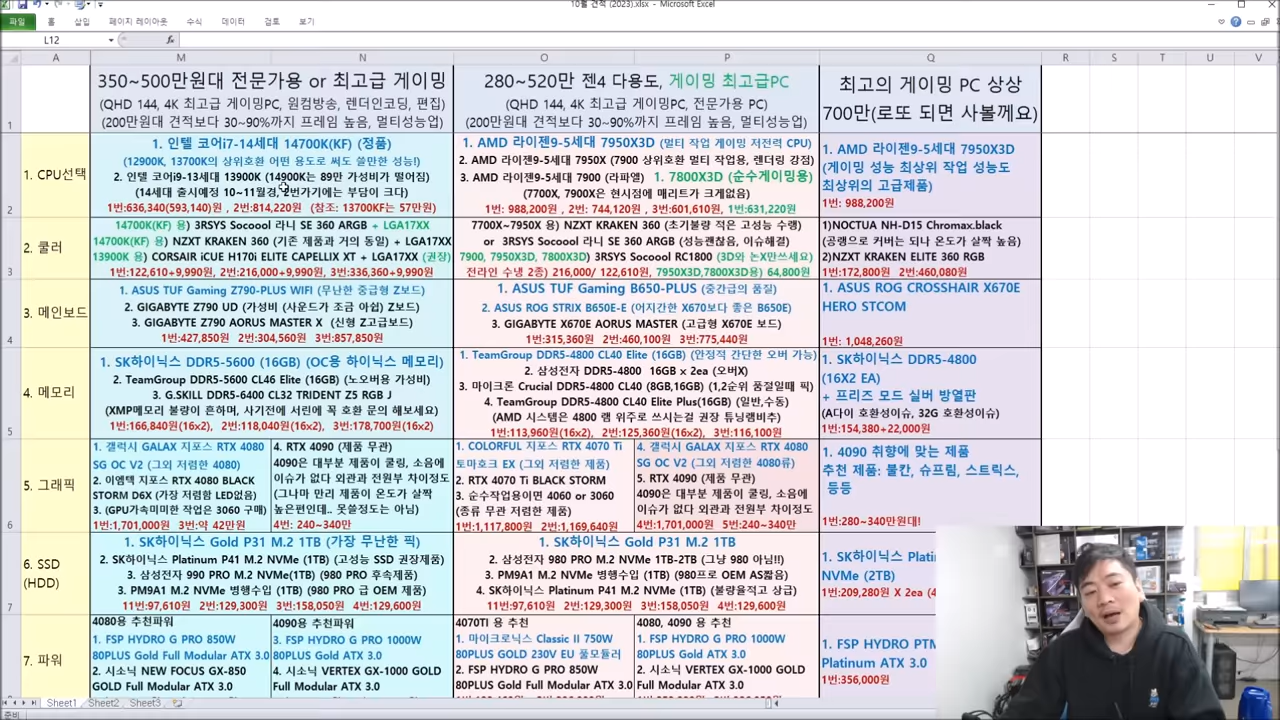 10월 견적 (2023).xlsx - Microsoft Excel
파일 홈 삽입 페이지 레이아웃 수식 데이터 검토 보기
L12 fx
A M N O P Q R S T U V
350~500만원대 전문가용 or 최고급 게이밍
(QHD 144, 4K 최고급 게이밍PC, 원컴방송, 렌더인코딩, 편집)
(200만원대 견적보다 30~90%까지 프레임 높음, 멀티성능업)
280~520만 젠4 다용도, 게이밍 최고급PC
(QHD 144, 4K 최고급 게이밍PC, 전문가용 PC)
(200만원대 견적보다 30~90%까지 프레임 높음, 멀티성능업)
최고의 게이밍 PC 상상
700만(로또 되면 사볼께요)
1
1. CPU선택
1. 인텔 코어i7-14세대 14700K(KF) (정품)
(12900K, 13700K의 상위호환 어떤 용도로 써도 쓸만한 성능!)
2. 인텔 코어i9-13세대 13900K (14900K는 89만 가성비가 떨어짐)
(14세대 출시예정 10~11월경, 2번가기에는 부담이 크다)
1번:636,340(593,140)원 , 2번:814,220원 (참조: 13700KF는 57만원)
1. AMD 라이젠9-5세대 7950X3D (멀티 작업 게이밍 저전력 CPU)
2. AMD 라이젠9-5세대 7950X (7900 상위호환 멀티 작업용, 렌더링 강점)
3. AMD 라이젠9-5세대 7900 (라파엘) 1. 7800X3D (순수게이밍용)
(7700X, 7900X은 현시점에 매리트가 크게없음)
1번: 988,200원 , 2번: 744,120원, 3번:601,610원, 1번:631,220원
1. AMD 라이젠9-5세대 7950X3D
(게이밍 성능 최상위 작업 성능도
최상위의 고급제품)
1번: 988,200원
2
2. 쿨러
14700K(KF) 용) 3RSYS Socoool 라니 SE 360 ARGB + LGA17XX
14700K(KF) 용) NZXT KRAKEN 360 (기존 제품과 거의 동일) + LGA17XX
13900K 용) CORSAIR iCUE H170i ELITE CAPELLIX XT + LGA17XX (권장)
1번:122,610+9,990원, 2번:216,000+9,990원, 3번:336,360+9,990원
7700X~7950X 용) NZXT KRAKEN 360 (초기불량 적은 고성능 수랭)
or 3RSYS Socoool 라니 SE 360 ARGB (성능괜찮음, 이슈해결)
7900, 7950X3D, 7800X3D) 3RSYS Socoool RC1800 (3D와 논X만쓰세요)
전라인 수냉 2종) 216,000/ 122,610원, 7950X3D,7800X3D용) 64,800원
1)NOCTUA NH-D15 Chromax.black
(공랭으로 커버는 되나 온도가 살짝 높음)
2)NZXT KRAKEN ELITE 360 RGB
1번:172,800원 2번:460,080원
3
3. 메인보드
1. ASUS TUF Gaming Z790-PLUS WIFI (무난한 중급형 Z보드)
2. GIGABYTE Z790 UD (가성비 (사운드가 조금 아쉽) Z보드)
3. GIGABYTE Z790 AORUS MASTER X (신형 Z고급보드)
1번:427,850원 2번:304,560원 3번:857,850원
1. ASUS TUF Gaming B650-PLUS (중간급의 품질)
2. ASUS ROG STRIX B650E-E (어지간한 X670보다 좋은 B650E)
3. GIGABYTE X670E AORUS MASTER (고급형 X670E 보드)
1번:315,360원 2번:460,100원 3번:775,440원
1. ASUS ROG CROSSHAIR X670E
HERO STCOM
1번: 1,048,260원
4
4. 메모리
1. SK하이닉스 DDR5-5600 (16GB) (OC용 하이닉스 메모리)
2. TeamGroup DDR5-5600 CL46 Elite (16GB) (노오버용 가성비)
3. G.SKILL DDR5-6400 CL32 TRIDENT Z5 RGB J
(XMP메모리 불량이 흔하며, 사기전에 서린에 꼭 호환 문의 해보세요)
1번:166,840원(16x2) 2번:118,040원(16x2), 3번:178,700원(16x2)
1. TeamGroup DDR5-4800 CL40 Elite (16GB) (안정적 간단한 오버 가능)
2. 삼성전자 DDR5-4800 16GB x 2ea (오버X)
3. 마이크론 Crucial DDR5-4800 CL40 (8GB,16GB) (1,2순위 품절일때 픽)
4. TeamGroup DDR5-4800 CL40 Elite Plus(16GB) (일반,수동)
(AMD 시스템은 4800 램 위주로 쓰시는걸 권장 튜닝램비추)
1번:113,960원(16x2), 2번:125,360원(16x2), 3번:116,100원
1. SK하이닉스 DDR5-4800
(16X2 EA)
+ 프리즈 모드 실버 방열판
(A다이 호환성이슈, 32G 호환성이슈)
1번:154,380+22,000원
5
5. 그래픽
1. 갤럭시 GALAX 지포스 RTX 4080
SG OC V2 (그외 저렴한 4080)
2. 이엠텍 지포스 RTX 4080 BLACK
STORM D6X (가장 저렴함 LED없음)
3. (GPU가속미미한 작업은 3060 구매)
1번:1,701,000원 3번:약 42만원
4. RTX 4090 (제품 무관)
4090은 대부분 제품이 쿨링, 소음에
이슈가 없다 외관과 전원부 차이정도
(그나마 만리 제품이 온도가 살짝
높은편인데.. 못쓸정도는 아님)
4번: 240~340만
1. COLORFUL 지포스 RTX 4070 Ti
토마호크 EX (그외 저렴한 제품)
2. RTX 4070 Ti BLACK STORM
3. 순수작업용이면 4060 or 3060
(종류 무관 저렴한 제품)
1번:1,117,800원 2번:1,169,640원
4. 갤럭시 GALAX 지포스 RTX 4080
SG OC V2 (그외 저렴한 4080류)
5. RTX 4090 (제품 무관)
4090은 대부분 제품이 쿨링, 소음에
이슈가 없다 외관과 전원부 차이정도
4번:1,701,000원 5번:240~340만
1. 4090 취향에 맞는 제품
추천 제품: 불칸, 슈프림, 스트릭스,
등등
1번:280~340만원대!
6
6. SSD
(HDD)
1. SK하이닉스 Gold P31 M.2 1TB (가장 무난한 픽)
2. SK하이닉스 Platinum P41 M.2 NVMe (1TB) (고성능 SSD 권장제품)
3. 삼성전자 990 PRO M.2 NVMe(1TB) (980 PRO 후속제품)
4. PM9A1 M.2 NVMe 병행수입 (1TB) (980 PRO 급 OEM 제품)
11번:97,610원 2번:129,300원 3번:158,050원 4번:129,600원
1. SK하이닉스 Gold P31 M.2 1TB
2. 삼성전자 980 PRO M.2 NVMe 1TB-2TB (그냥 980 아님!!)
3. PM9A1 M.2 NVMe 병행수입 (1TB) (980프로 OEM AS짧음)
4. SK하이닉스 Platinum P41 M.2 NVMe (1TB) (불량율적고 상급)
11번:97,610원 2번:129,300원 3번:158,050원 4번:129,600원
1. SK하이닉스 Platin
NVMe (2TB)
1번:209,280원 X 2ea (4
7
7. 파워
4080용 추천파워
1. FSP HYDRO G PRO 850W
80PLUS Gold Full Modular ATX 3.0
2. 시소닉 NEW FOCUS GX-850
GOLD Full Modular ATX 3.0
4090용 추천파워
3. FSP HYDRO G PRO 1000W
80PLUS Gold ATX 3.0
4. 시소닉 VERTEX GX-1000 GOLD
Full Modular ATX 3.0
4070TI 용 추천
1. 마이크로닉스 Classic II 750W
80PLUS GOLD 230V EU 풀모듈러
2. FSP HYDRO G PRO 850W
80PLUS Gold Full Modular ATX 3.0
4080, 4090 용 추천
1. FSP HYDRO G PRO 1000W
80PLUS Gold ATX 3.0
2. 시소닉 VERTEX GX-1000 GOLD
Full Modular ATX 3.0
1. FSP HYDRO PTM
Platinum ATX 3.0
1번:356,000원
Sheet1 Sheet2 Sheet3
준비